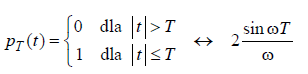 p_T(t) = { 0 dla |t| > T
1 dla |t| ≤ T ↔ 2 sin ωT / ω